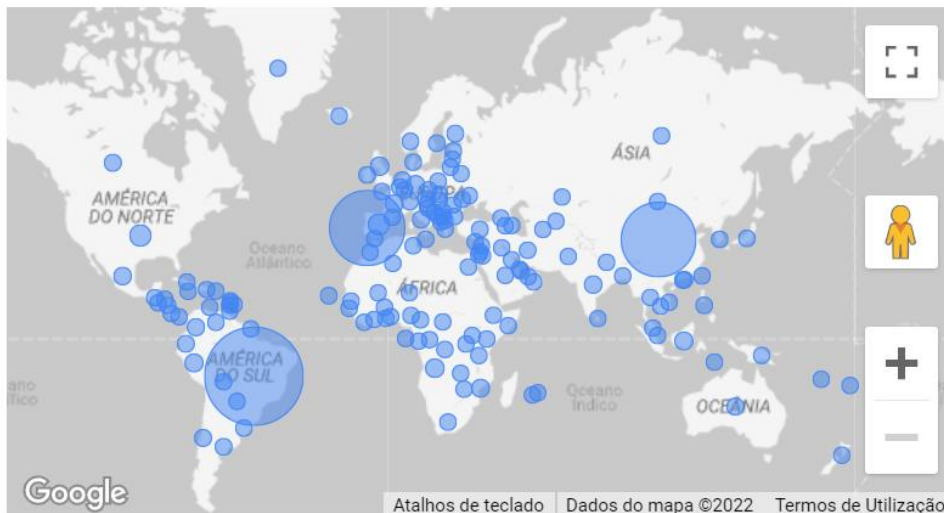 ÁSIA
AMÉRICA
DO NORTE
Oceano
Atlântico
ÁFRICA
AMÉRICA
DO SUL
Oceano
Índico
OCEANIA
Google
Atalhos de teclado
Dados do mapa ©2022
Termos de Utilização